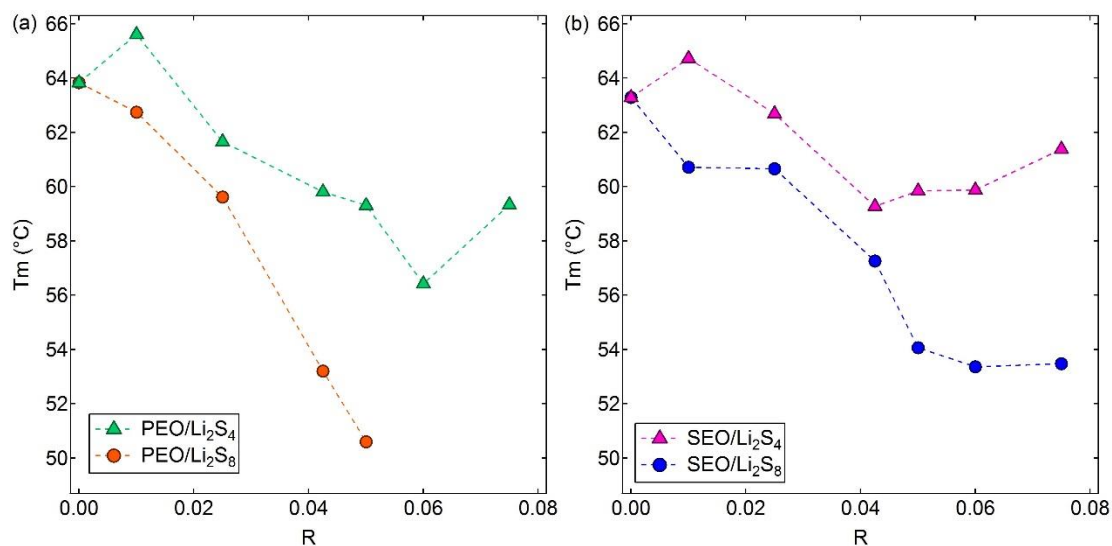 (a)
66
64
62
60
58
56
54
52
50
Tm (°C)
PEO/Li₂S₄
PEO/Li₂S₈
0.00 0.02 0.04 0.06 0.08
R
(b)
66
64
62
60
58
56
54
52
50
Tm (°C)
SEO/Li₂S₄
SEO/Li₂S₈
0.00 0.02 0.04 0.06 0.08
R